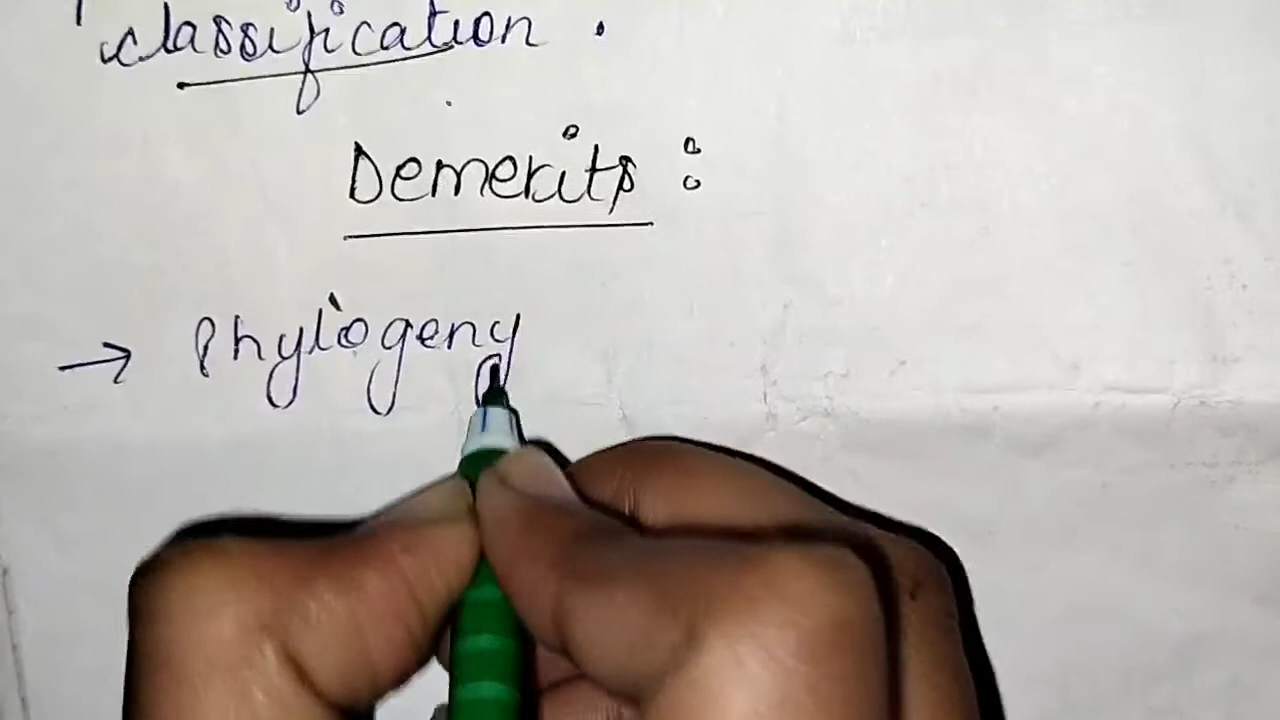 classification .
Demerits :
→ Phylogeny